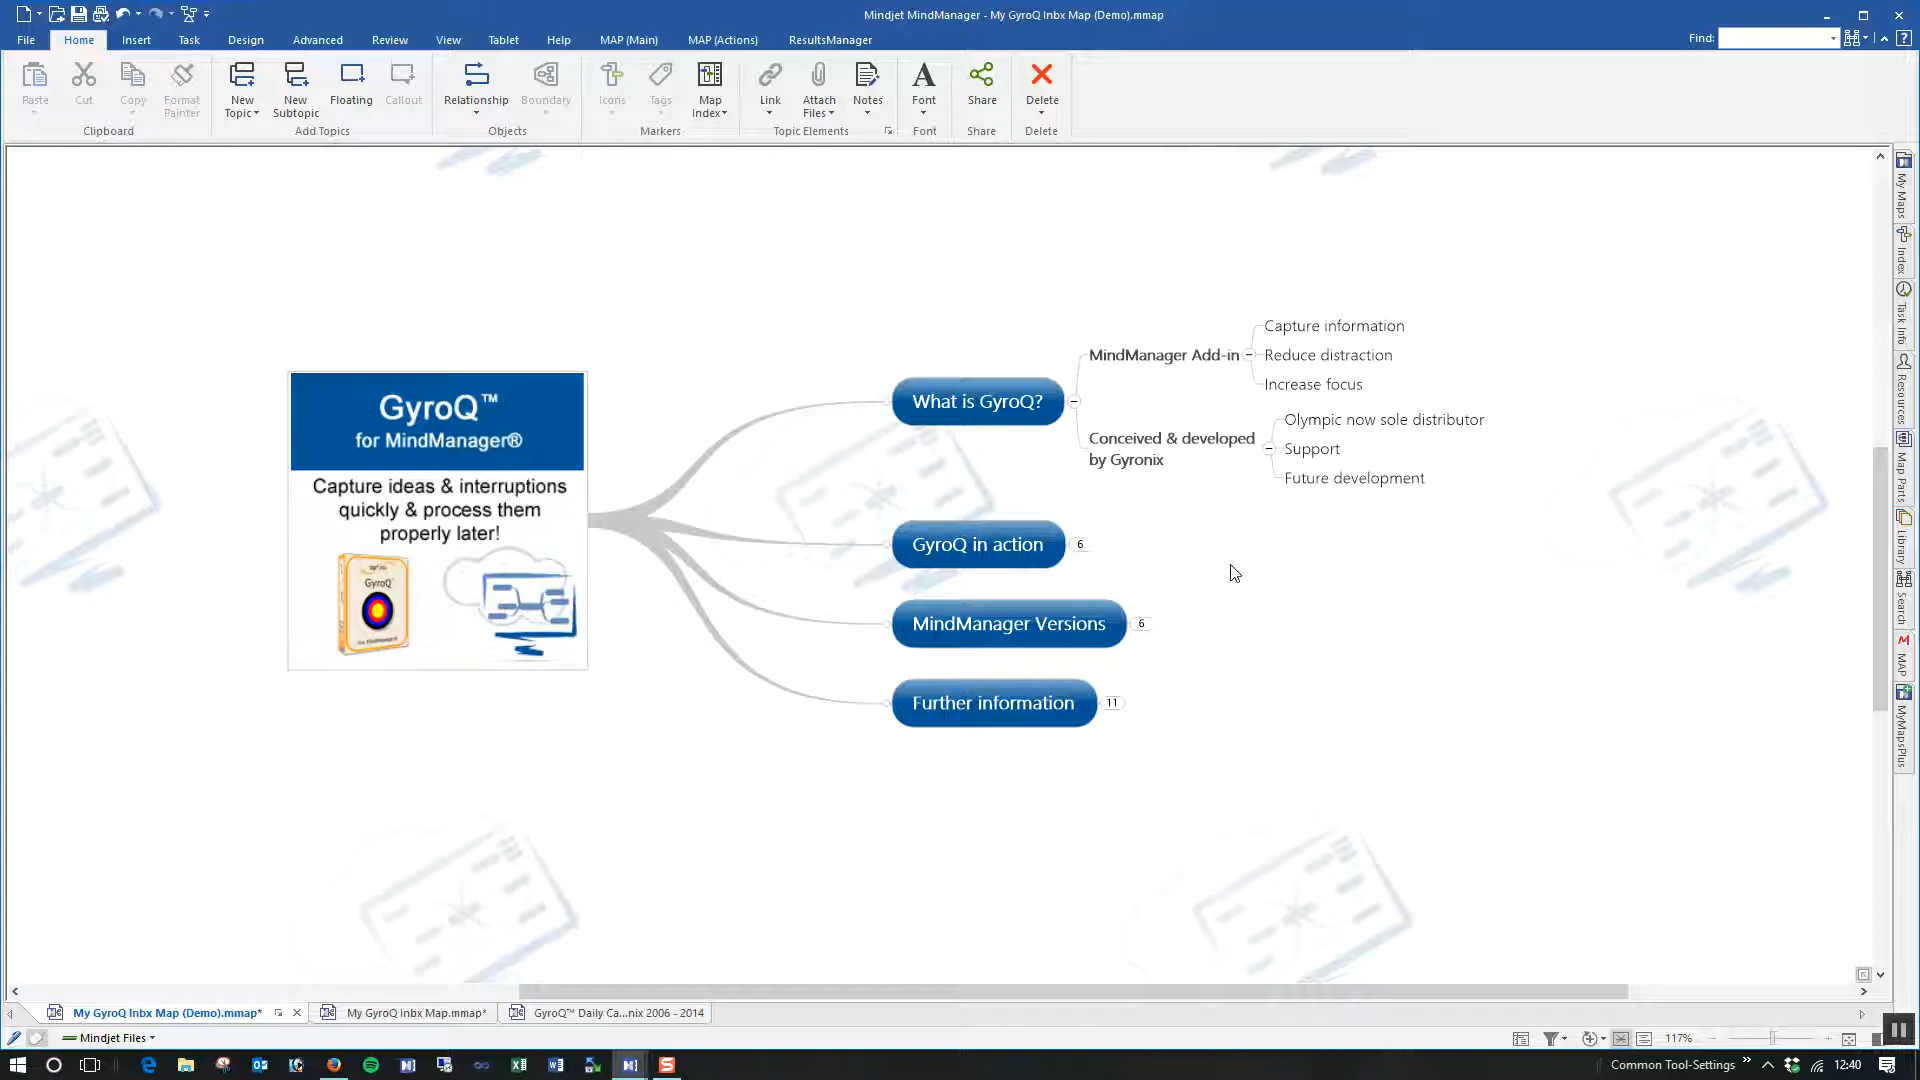 Mindjet MindManager - My GyroQ Inbx Map (Demo).mmap
File Home Insert Task Design Advanced Review View Tablet Help MAP (Main) MAP (Actions) ResultsManager
Find:
Paste Cut Copy Format Painter
New Topic New Subtopic Floating Callout
Relationship Boundary
Icons Tags Map Index
Link Attach Files Notes
Font Share Delete
Clipboard Add Topics Objects Markers Topic Elements Font Share Delete
GyroQ™
for MindManager®
Capture ideas & interruptions
quickly & process them
properly later!
GyroQ
What is GyroQ?
MindManager Add-in
Capture information
Reduce distraction
Increase focus
Conceived & developed
by Gyronix
Olympic now sole distributor
Support
Future development
GyroQ in action
6
MindManager Versions
6
Further information
11
My Maps
Index
Task Info
Resources
Map Parts
Library
Search
MAP
MyMapsPlus
My GyroQ Inbx Map (Demo).mmap*
My GyroQ Inbx Map.mmap*
GyroQ™ Daily Ca...nix 2006 - 2014
Mindjet Files
117%
Common Tool-Settings
12:40